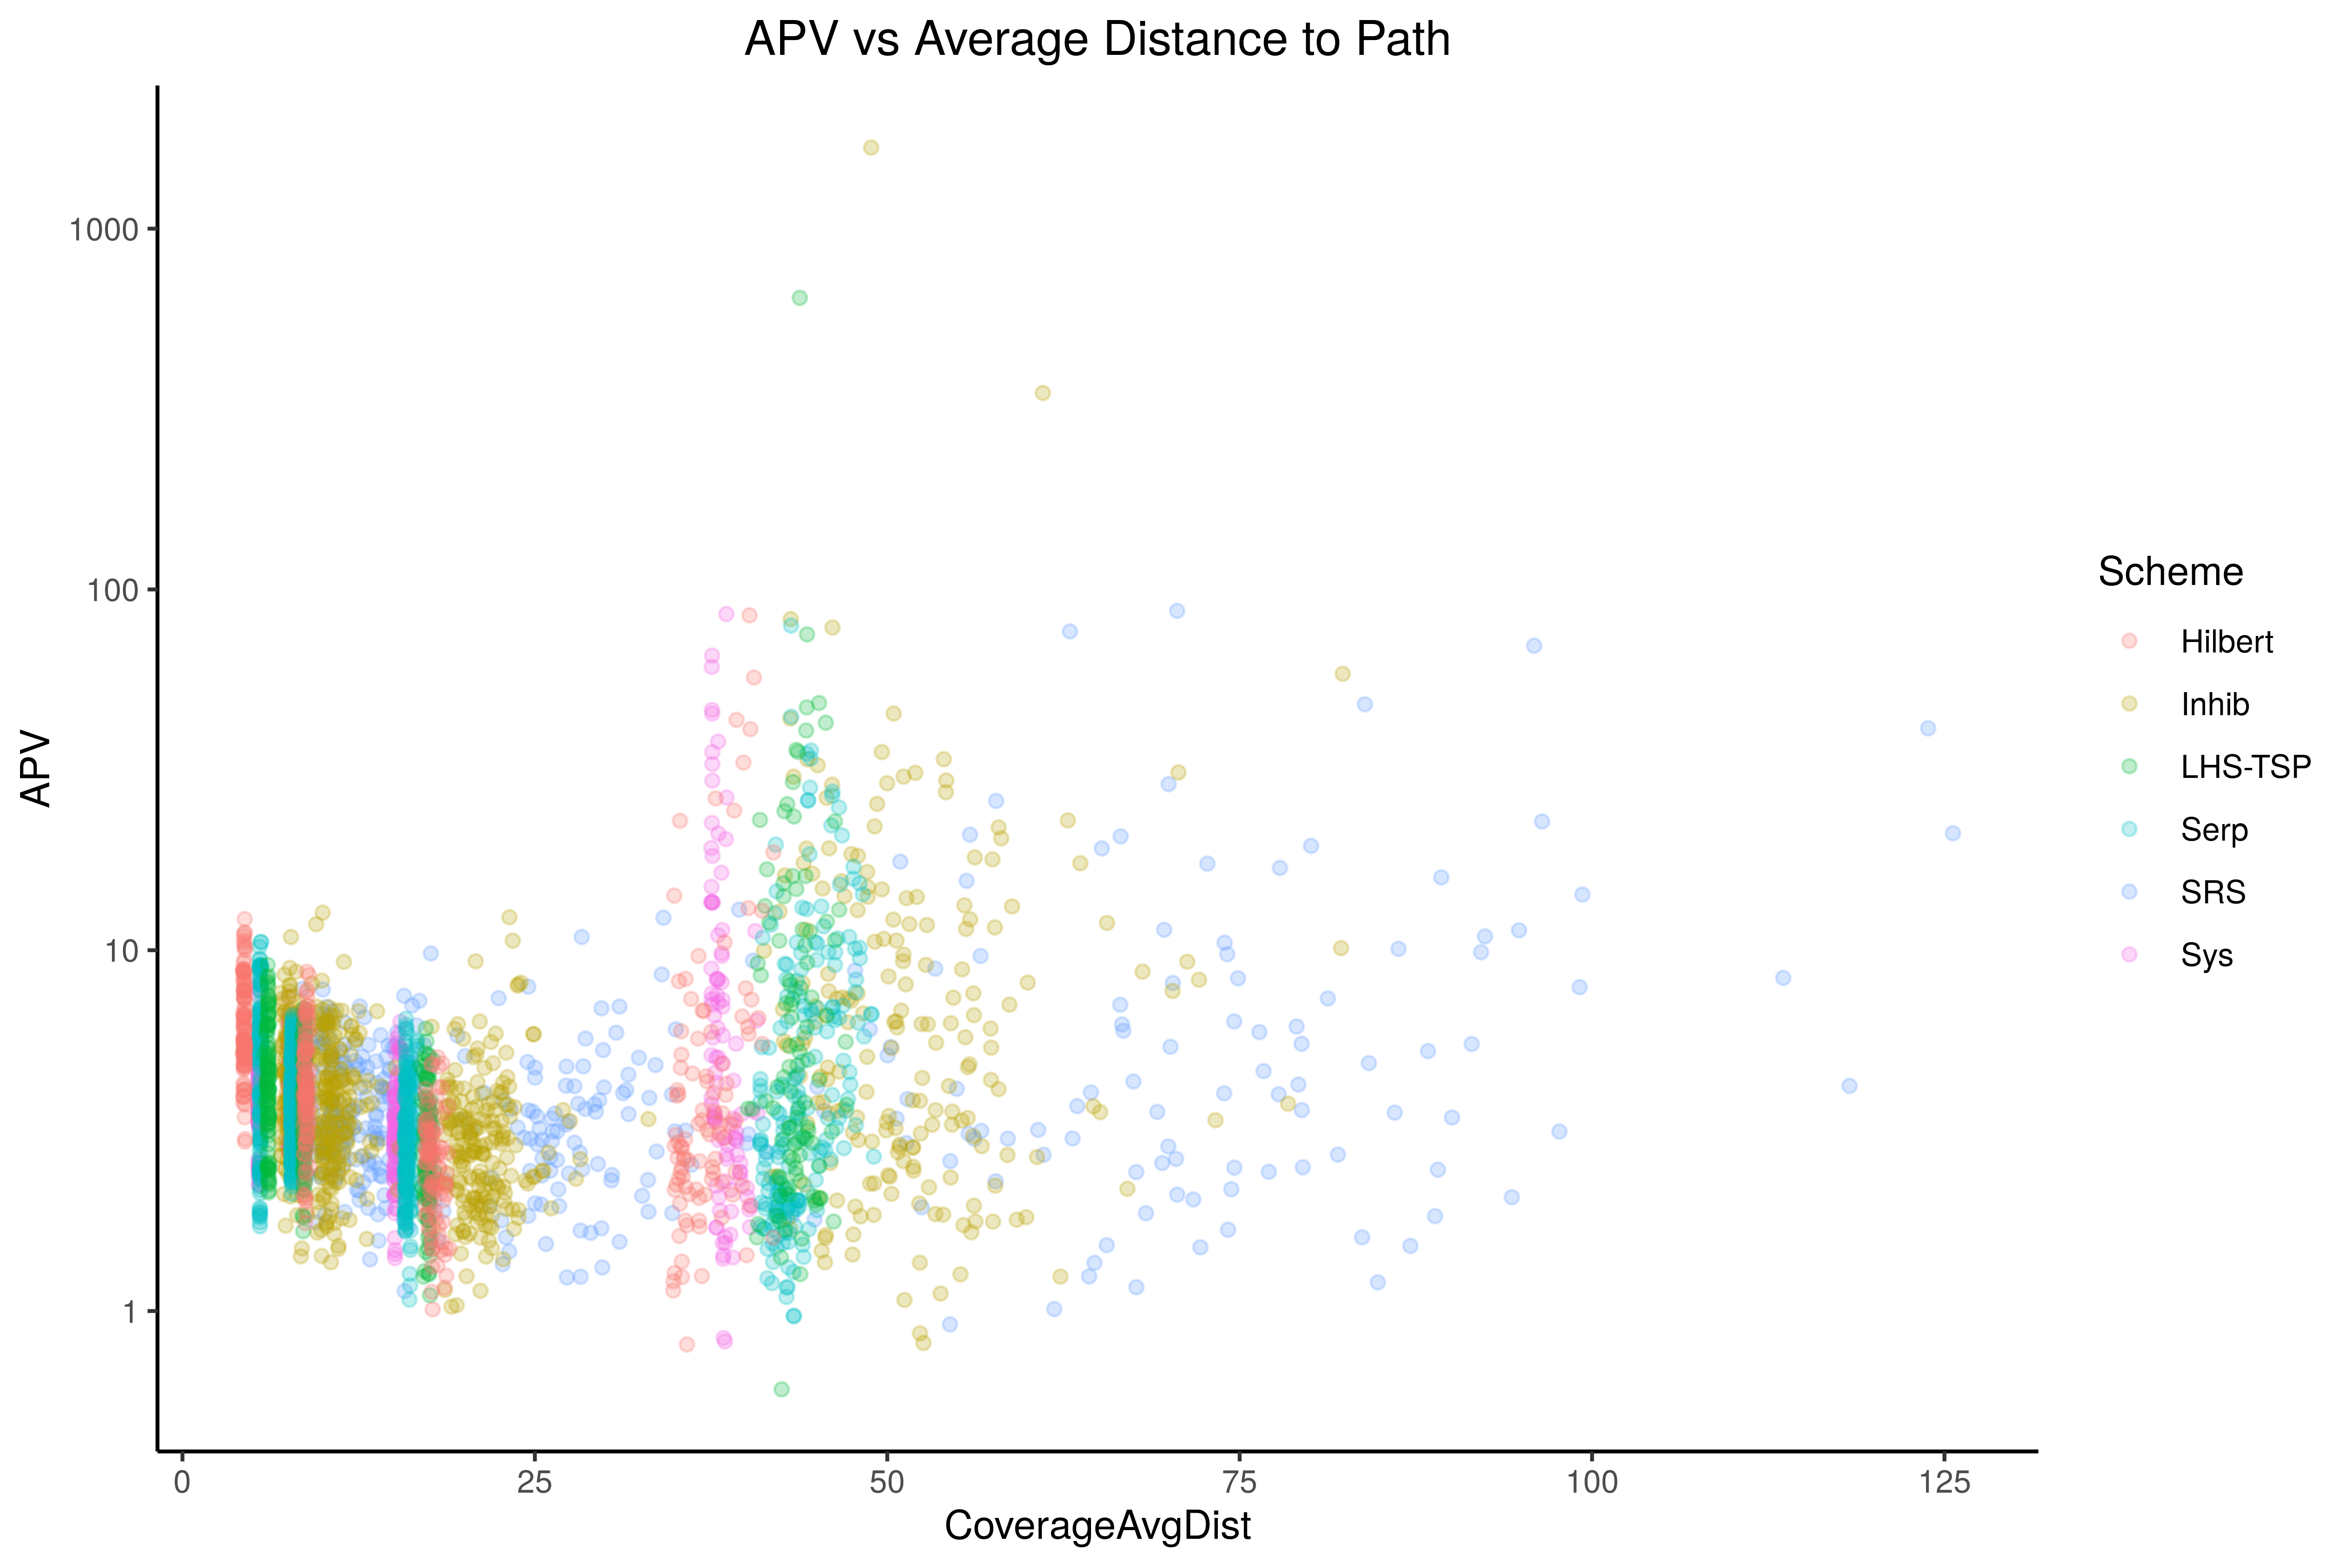 APV vs Average Distance to Path
APV
1000
100
10
1
0
25
50
75
100
125
CoverageAvgDist
Scheme
Hilbert
Inhib
LHS-TSP
Serp
SRS
Sys